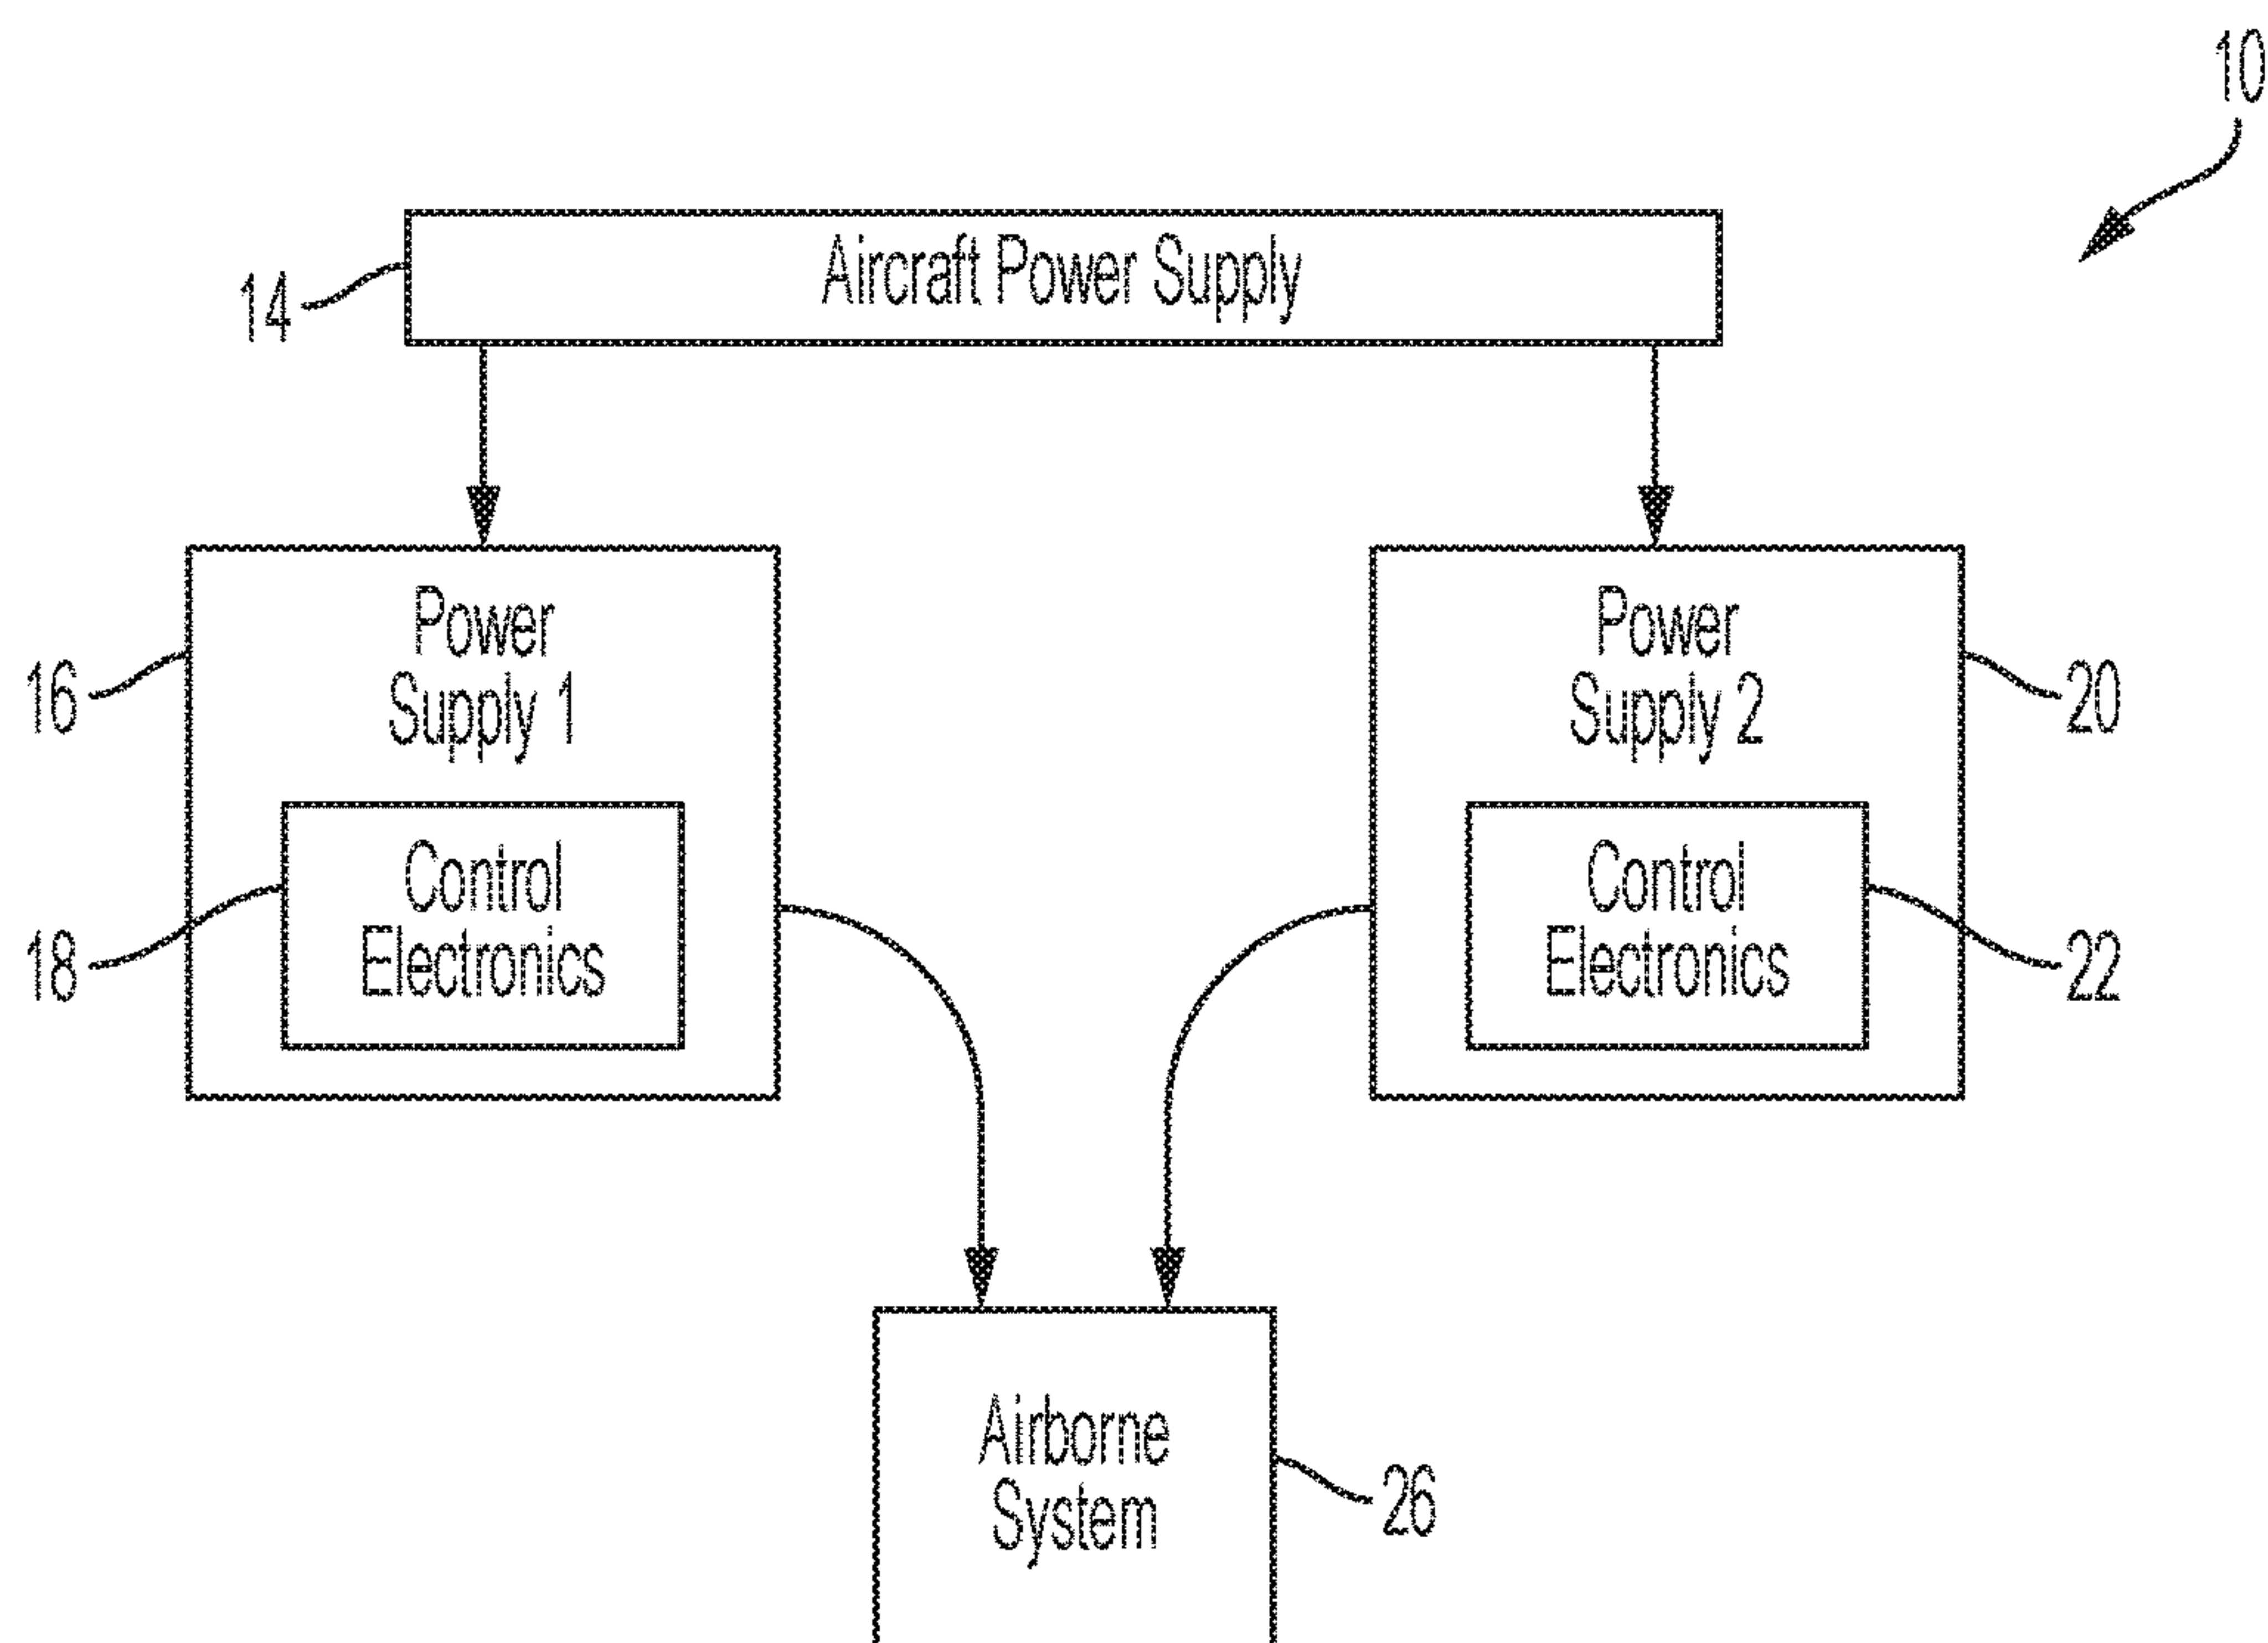 10
Aircraft Power Supply
14
Power
Supply 1
16
Power
Supply 2
20
Control
Electronics
18
Control
Electronics
22
Airborne
System
26